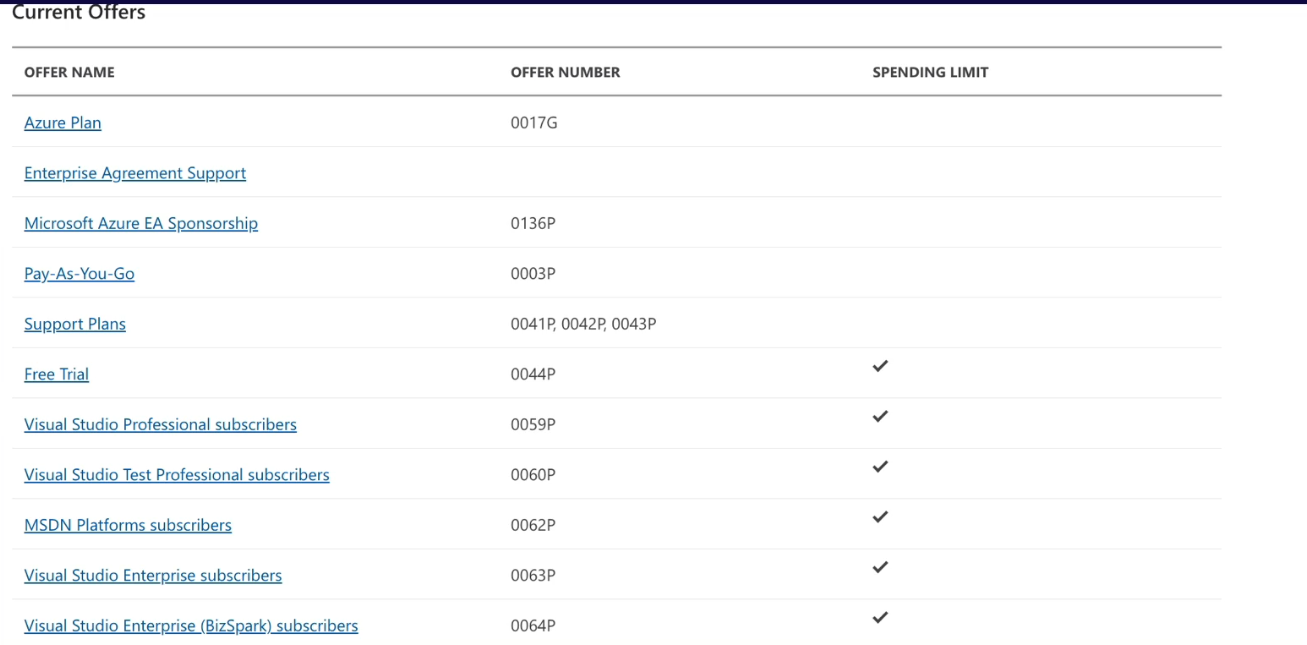 Current Offers
OFFER NAME OFFER NUMBER SPENDING LIMIT
Azure Plan 0017G
Enterprise Agreement Support
Microsoft Azure EA Sponsorship 0136P
Pay-As-You-Go 0003P
Support Plans 0041P, 0042P, 0043P
Free Trial 0044P ✓
Visual Studio Professional subscribers 0059P ✓
Visual Studio Test Professional subscribers 0060P ✓
MSDN Platforms subscribers 0062P ✓
Visual Studio Enterprise subscribers 0063P ✓
Visual Studio Enterprise (BizSpark) subscribers 0064P ✓